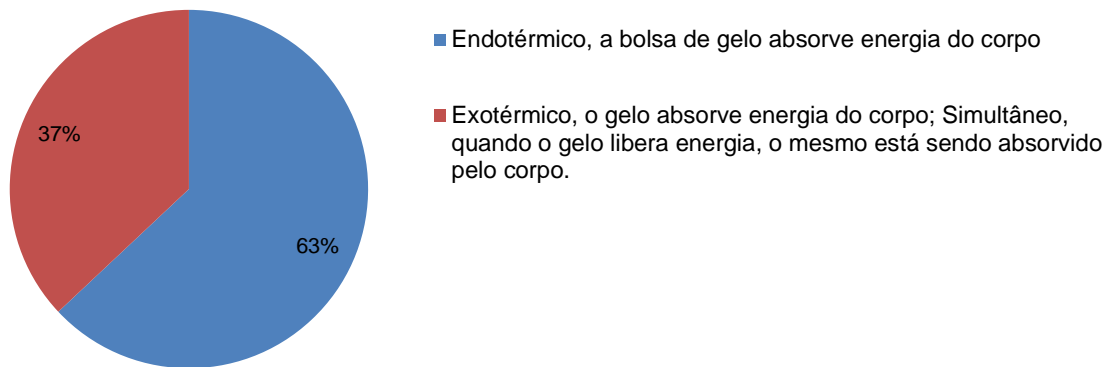 Endotérmico, a bolsa de gelo absorve energia do corpo
37%
Exotérmico, o gelo absorve energia do corpo; Simultâneo,
quando o gelo libera energia, o mesmo está sendo absorvido
pelo corpo.
63%